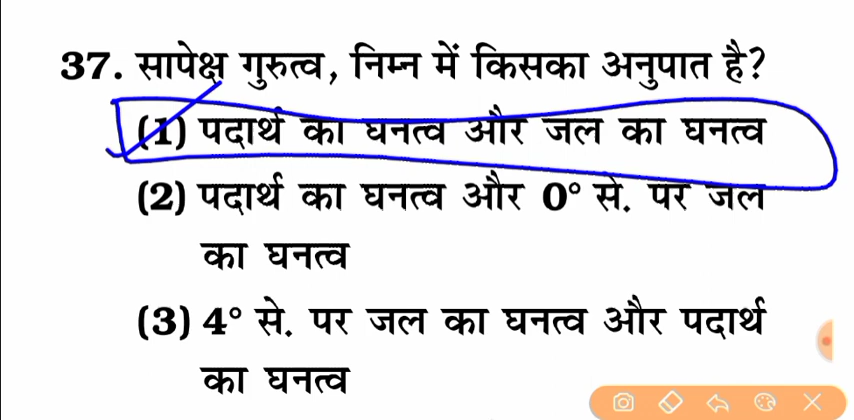 37. सापेक्ष गुरुत्व, निम्न में किसका अनुपात है?
(1) पदार्थ का घनत्व और जल का घनत्व
(2) पदार्थ का घनत्व और 0° से. पर जल
का घनत्व
(3) 4° से. पर जल का घनत्व और पदार्थ
का घनत्व